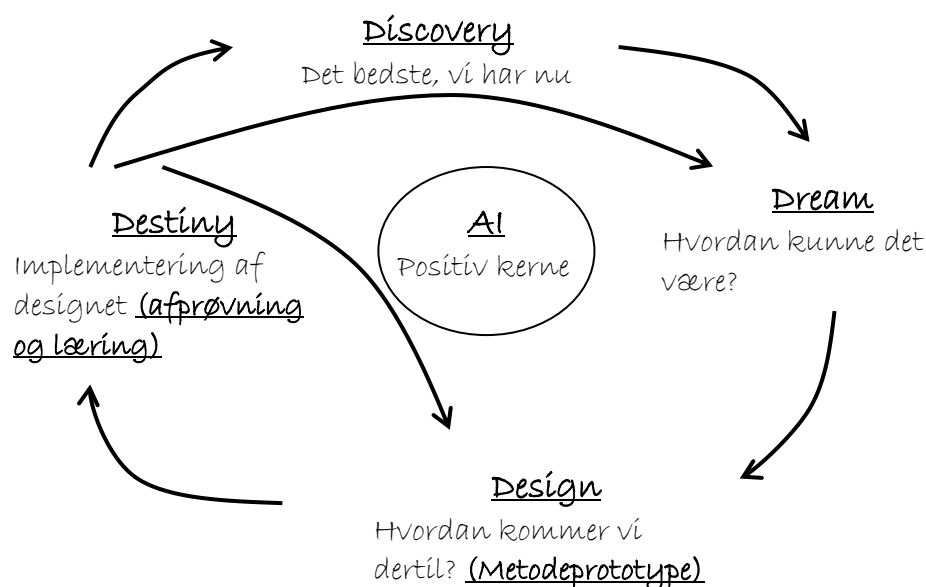 Discovery
Det bedste, vi har nu
Dream
Hvordan kunne det
være?
AI
Positiv kerne
Destiny
Implementering af
designet (afprøvning
og læring)
Design
Hvordan kommer vi
dertil? (Metodeprototype)